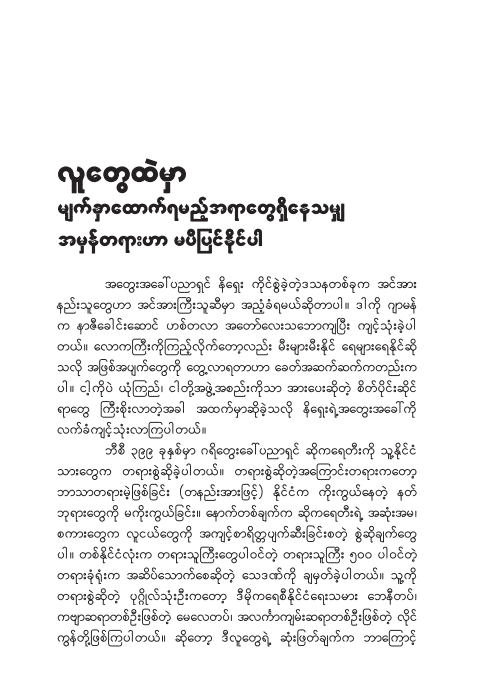 လူတွေထဲမှာ
မျက်နှာထောက်ရမည့်အရာတွေရှိနေသမျှ
အမှန်တရားဟာ မပီပြင်နိုင်ပါ
အတွေးအခေါ်ပညာရှင် နိရှေး ကိုင်စွဲခဲ့တဲ့ဒဿနတစ်ခုက အင်အား
နည်းသူတွေဟာ အင်အားကြီးသူဆီမှာ အညံ့ခံရမယ်ဆိုတာပါ။ ဒါကို ဂျာမန်
က နာဇီခေါင်းဆောင် ဟစ်တလာ အတော်လေးသဘောကျပြီး ကျင့်သုံးခဲ့ပါ
တယ်။ လောကကြီးကိုကြည့်လိုက်တော့လည်း မီးများမီးနိုင် ရေများရေနိုင်ဆို
သလို အဖြစ်အပျက်တွေကို တွေ့လာရတာဟာ ခေတ်အဆက်ဆက်ကတည်းက
ပါ။ ငါ့ကိုပဲ ယုံကြည်၊ ငါတို့အဖွဲ့အစည်းကိုသာ အားပေးဆိုတဲ့ စိတ်ပိုင်းဆိုင်
ရာတွေ ကြီးစိုးလာတဲ့အခါ အထက်မှာဆိုခဲ့သလို နိရှေးရဲ့အတွေးအခေါ်ကို
လက်ခံကျင့်သုံးလာကြပါတယ်။
ဘီစီ ၃၉၉ ခုနှစ်မှာ ဂရိတွေးခေါ်ပညာရှင် ဆိုကရေတီးကို သူ့နိုင်ငံ
သားတွေက တရားစွဲဆိုခဲ့ပါတယ်။ တရားစွဲဆိုတဲ့အကြောင်းတရားကတော့
ဘာသာတရားမဲ့ဖြစ်ခြင်း (တနည်းအားဖြင့်) နိုင်ငံက ကိုးကွယ်နေတဲ့ နတ်
ဘုရားတွေကို မကိုးကွယ်ခြင်း။ နောက်တစ်ချက်က ဆိုကရေတီးရဲ့ အဆုံးအမ၊
စကားတွေက လူငယ်တွေကို အကျင့်စာရိတ္တပျက်ဆီးခြင်းစတဲ့ စွဲဆိုချက်တွေ
ပါ။ တစ်နိုင်ငံလုံးက တရားသူကြီးတွေပါဝင်တဲ့ တရားသူကြီး ၅၀၀ ပါဝင်တဲ့
တရားခုံရုံးက အဆိပ်သောက်စေဆိုတဲ့ သေဒဏ်ကို ချမှတ်ခဲ့ပါတယ်။ သူ့ကို
တရားစွဲဆိုတဲ့ ပုဂ္ဂိုလ်သုံးဦးကတော့ ဒီမိုကရေစီနိုင်ငံရေးသမား ဘေနီတပ်၊
ကဗျာဆရာတစ်ဦးဖြစ်တဲ့ မေလေတပ်၊ အလင်္ကာကျမ်းဆရာတစ်ဦးဖြစ်တဲ့ လိုင်
ကွန်တို့ဖြစ်ကြပါတယ်။ ဆိုတော့ ဒီလူတွေရဲ့ ဆုံးဖြတ်ချက်က ဘာကြောင့်